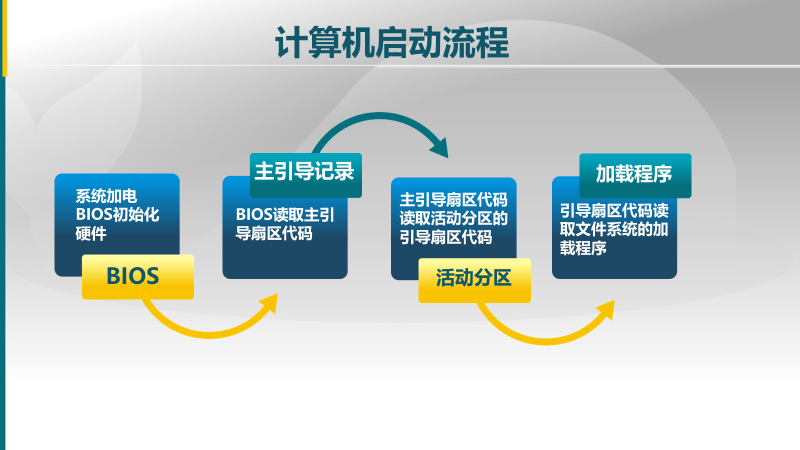 计算机启动流程
系统加电
BIOS初始化
硬件
BIOS
主引导记录
BIOS读取主引
导扇区代码
主引导扇区代码
读取活动分区的
引导扇区代码
活动分区
加载程序
引导扇区代码读
取文件系统的加
载程序